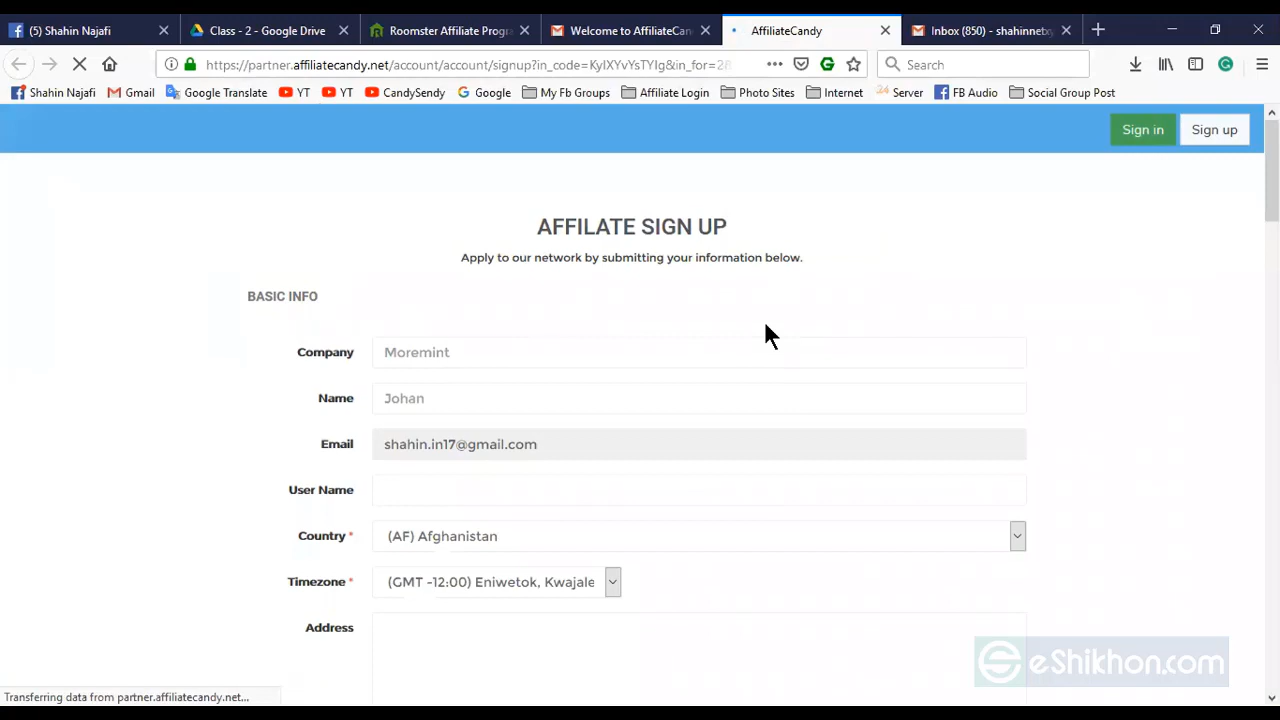 (5) Shahin Najafi
Class - 2 - Google Drive
Roomster Affiliate Progra
Welcome to AffiliateCan
AffiliateCandy
Inbox (850) - shahinnetxy
https://partner.affiliatecandy.net/account/account/signup?in_code=KyIXYvYsTYIg&in_for=28
Search
Shahin Najafi
Gmail
Google Translate
YT
YT
CandySendy
Google
My Fb Groups
Affiliate Login
Photo Sites
Internet
24 Server
FB Audio
Social Group Post
Sign in
Sign up
AFFILATE SIGN UP
Apply to our network by submitting your information below.
BASIC INFO
Company
Moremint
Name
Johan
Email
shahin.in17@gmail.com
User Name
Country *
(AF) Afghanistan
Timezone *
(GMT -12:00) Eniwetok, Kwajale
Address
eShikhon.com
Transferring data from partner.affiliatecandy.net...